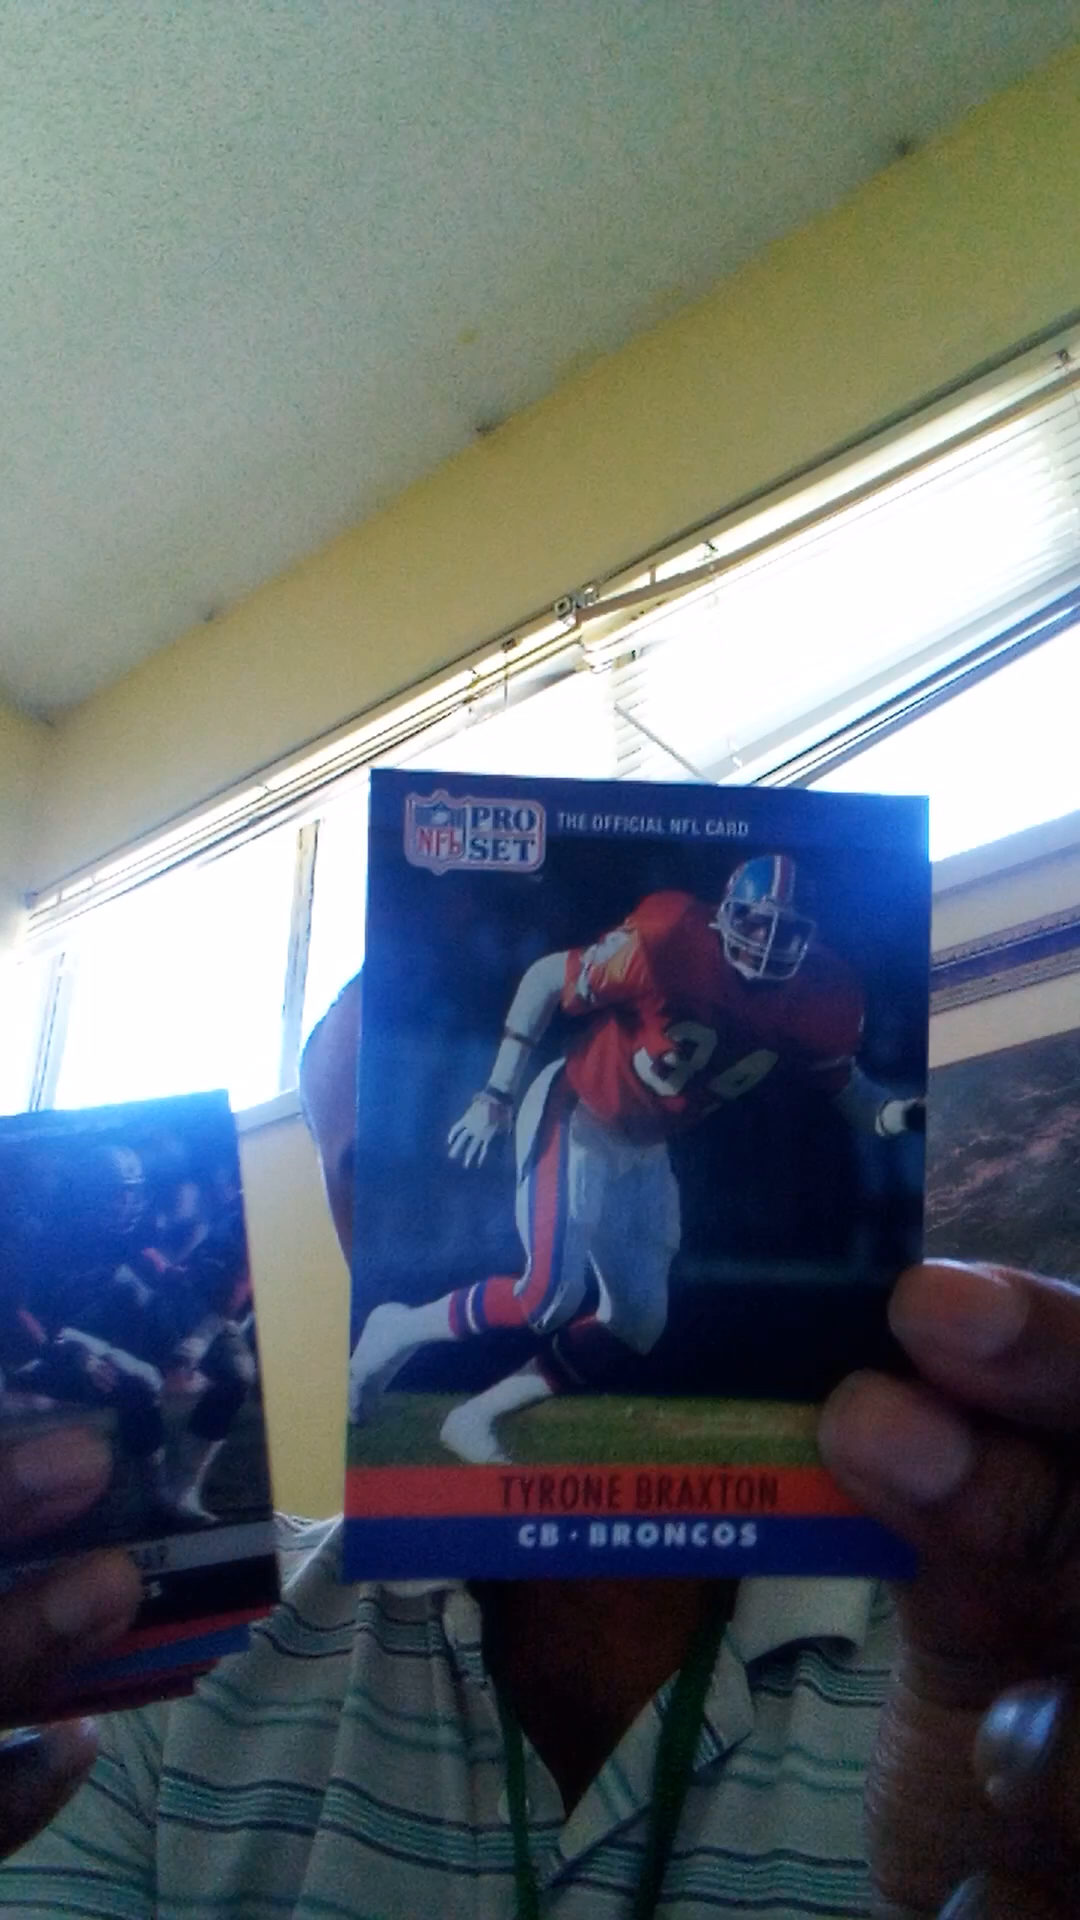 NFL PRO SET THE OFFICIAL NFL CARD
34
TYRONE BRAXTON
CB · BRONCOS